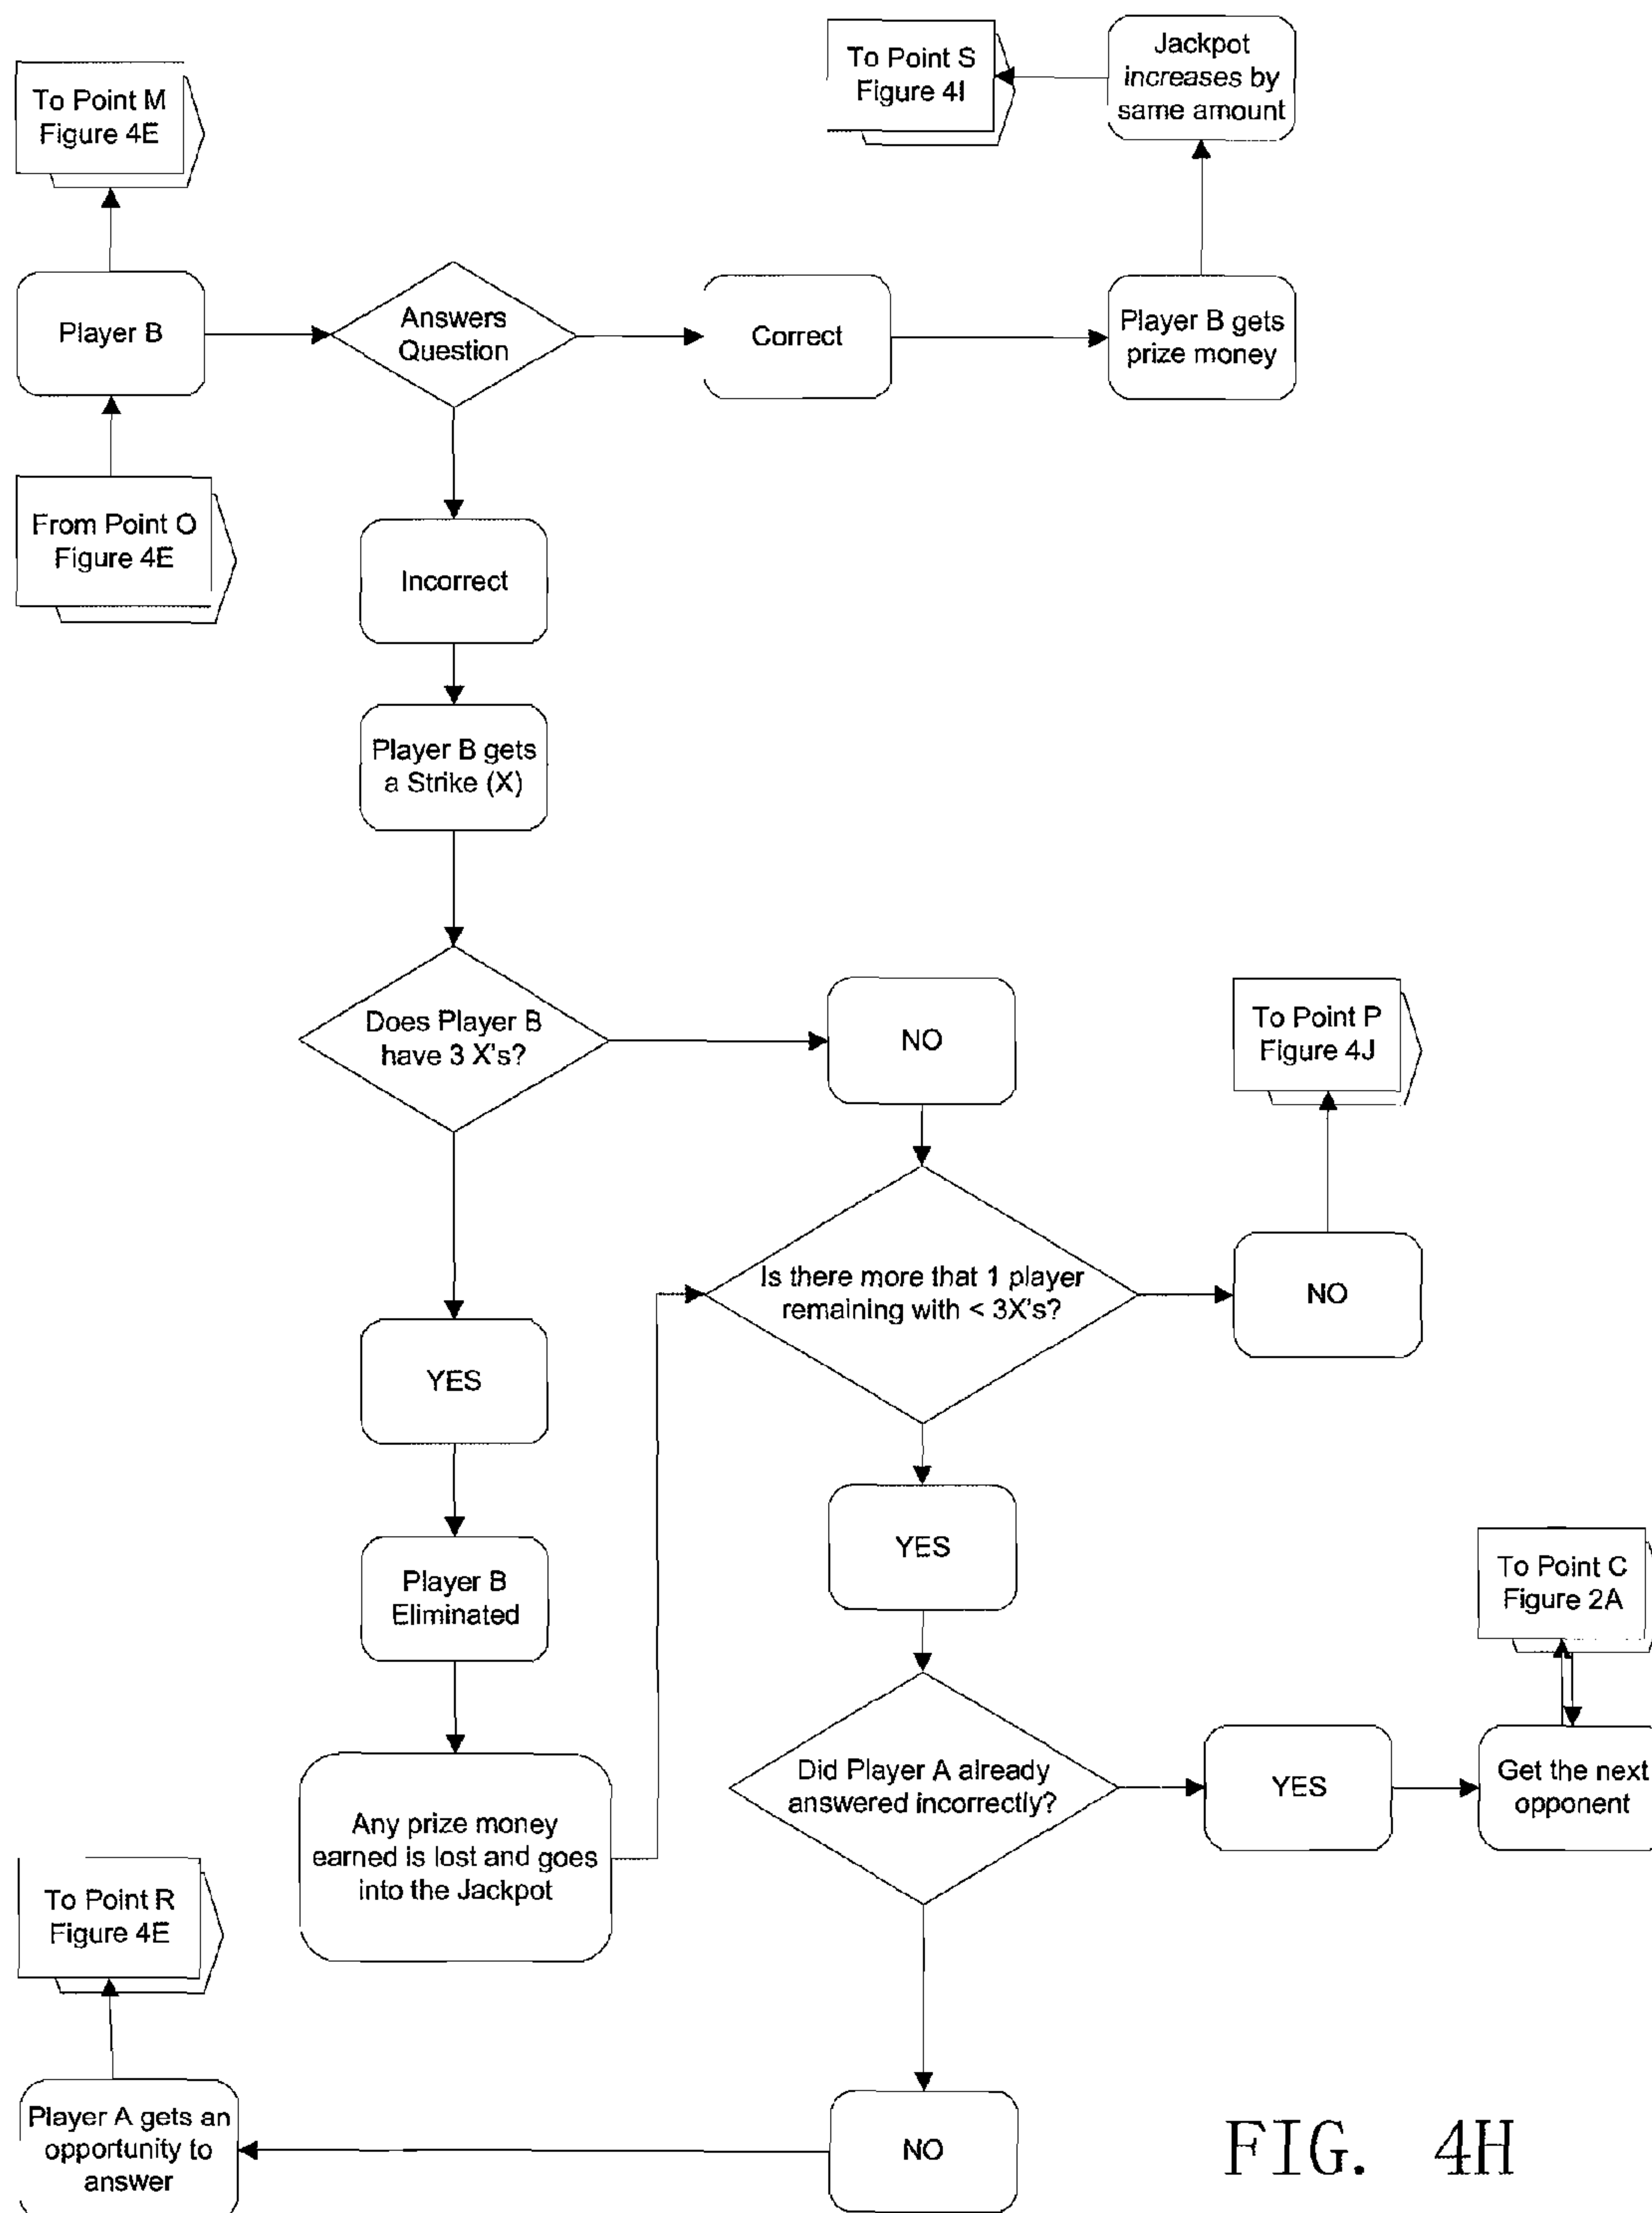 To Point S
Figure 4I
Jackpot
increases by
same amount
To Point M
Figure 4E
Player B
Answers
Question
Correct
Player B gets
prize money
From Point O
Figure 4E
Incorrect
Player B gets
a Strike (X)
Does Player B
have 3 X's?
NO
To Point P
Figure 4J
Is there more that 1 player
remaining with < 3X's?
NO
YES
YES
Player B
Eliminated
To Point C
Figure 2A
Did Player A already
answered incorrectly?
YES
Get the next
opponent
Any prize money
earned is lost and goes
into the Jackpot
To Point R
Figure 4E
Player A gets an
opportunity to
answer
NO
FIG. 4H